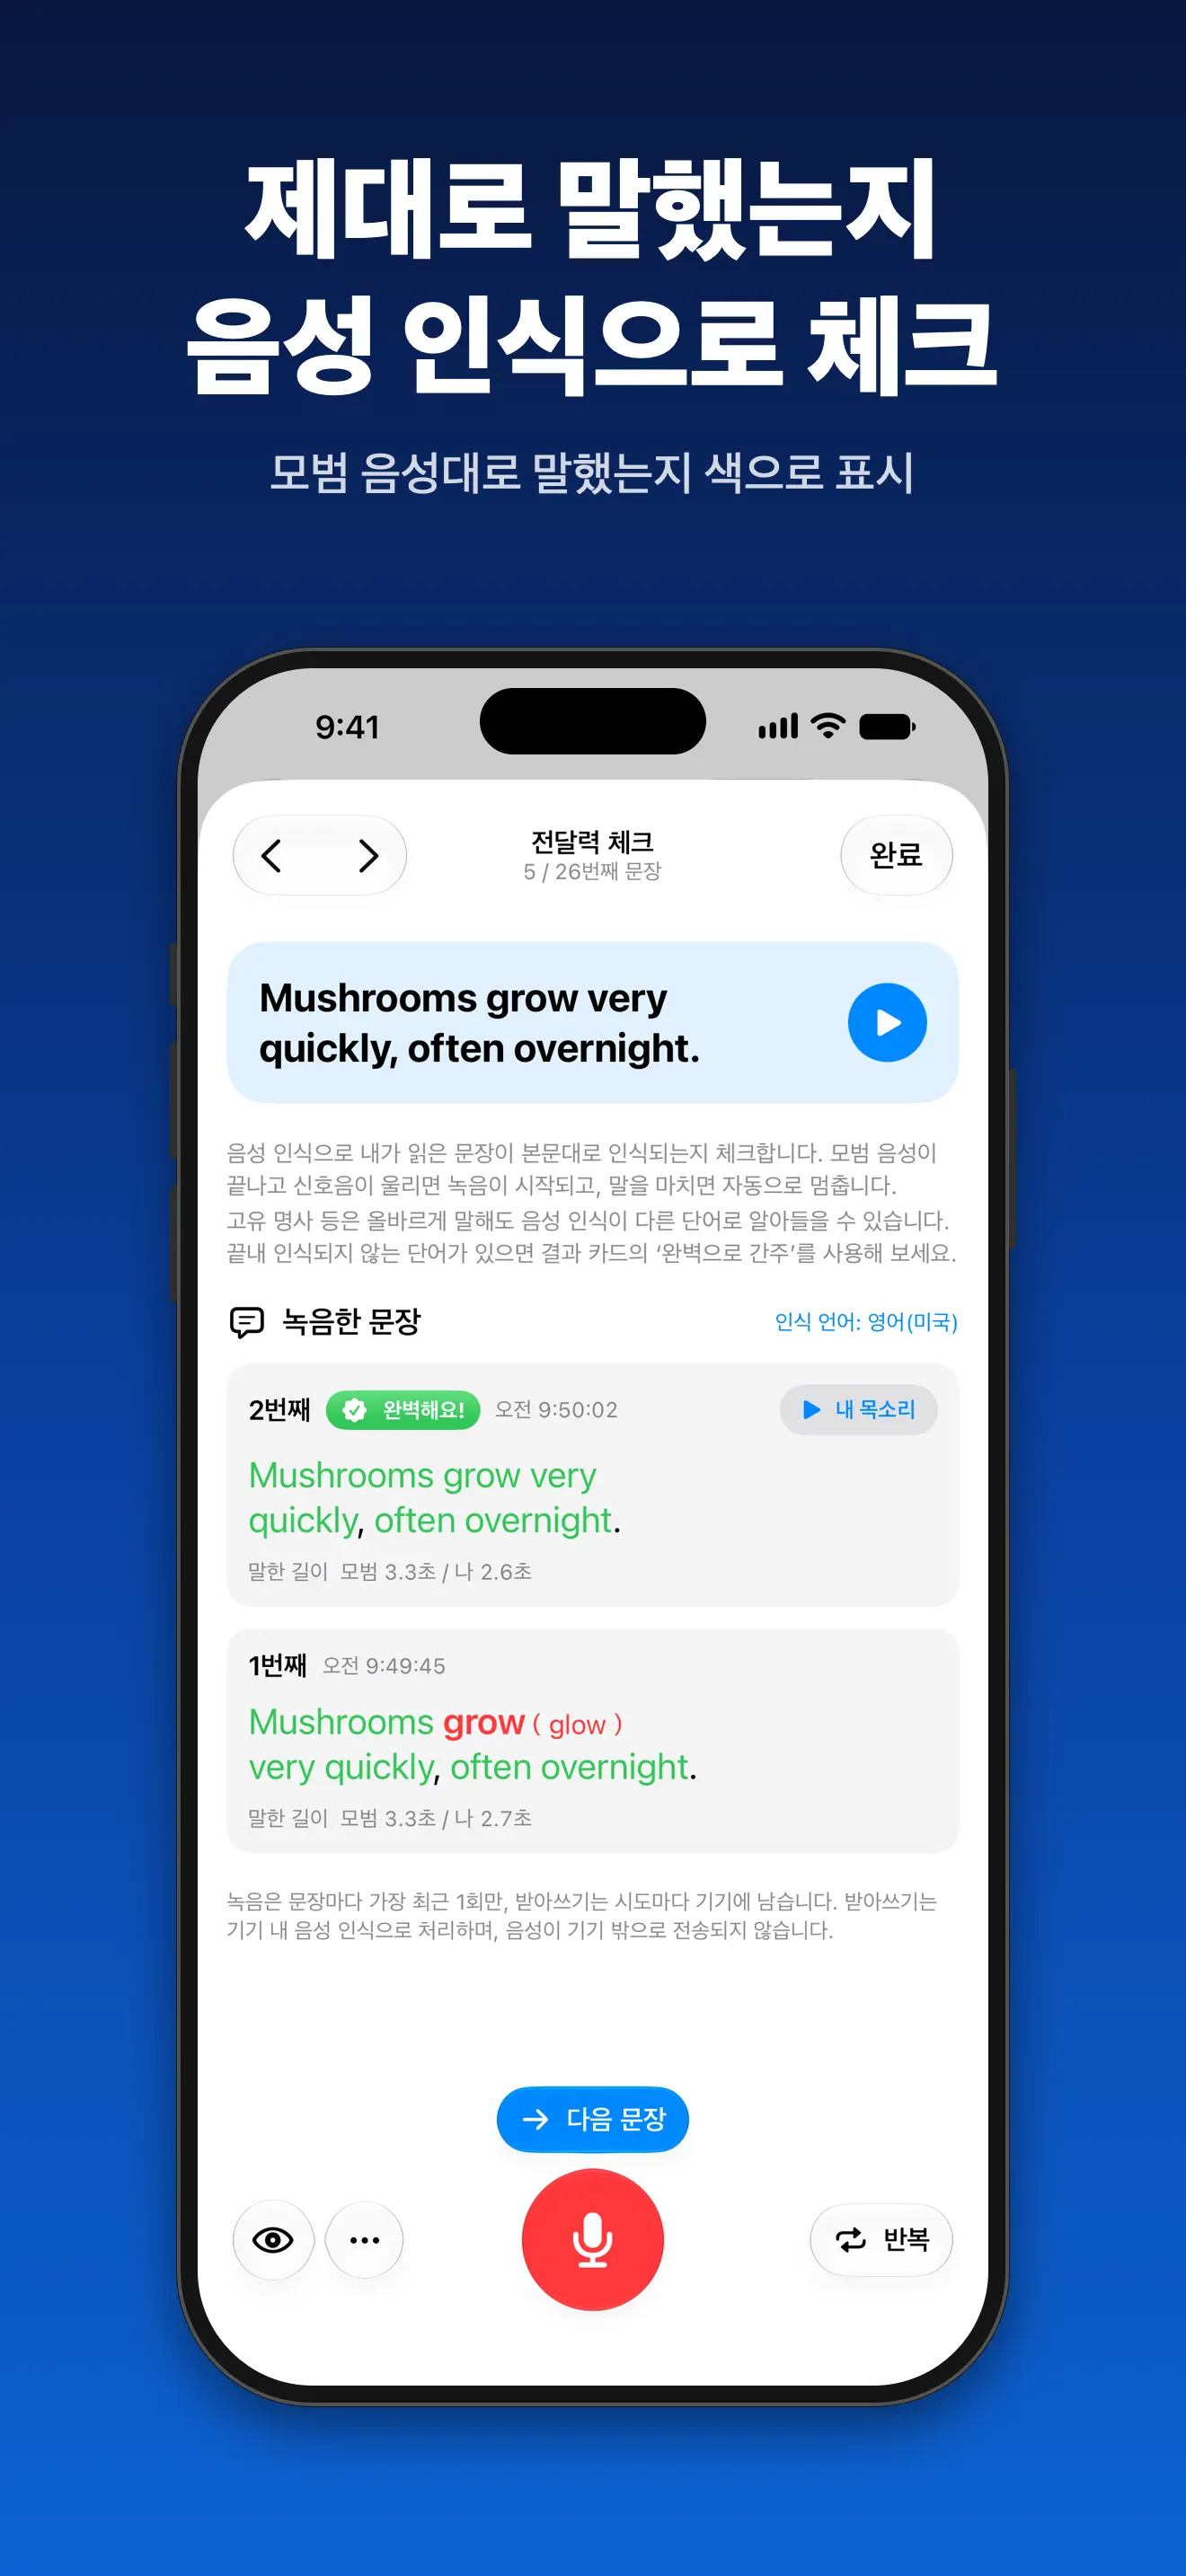 제대로 말했는지
음성 인식으로 체크
모범 음성대로 말했는지 색으로 표시
9:41
전달력 체크
5 / 26번째 문장
완료
Mushrooms grow very
quickly, often overnight.
음성 인식으로 내가 읽은 문장이 본문대로 인식되는지 체크합니다. 모범 음성이
끝나고 신호음이 울리면 녹음이 시작되고, 말을 마치면 자동으로 멈춥니다.
고유 명사 등은 올바르게 말해도 음성 인식이 다른 단어로 알아들을 수 있습니다.
끝내 인식되지 않는 단어가 있으면 결과 카드의 ‘완벽으로 간주’를 사용해 보세요.
녹음한 문장
인식 언어: 영어(미국)
2번째 완벽해요! 오전 9:50:02
내 목소리
Mushrooms grow very
quickly, often overnight.
말한 길이 모범 3.3초 / 나 2.6초
1번째 오전 9:49:45
Mushrooms grow ( glow )
very quickly, often overnight.
말한 길이 모범 3.3초 / 나 2.7초
녹음은 문장마다 가장 최근 1회만, 받아쓰기는 시도마다 기기에 남습니다. 받아쓰기는
기기 내 음성 인식으로 처리하며, 음성이 기기 밖으로 전송되지 않습니다.
다음 문장
반복